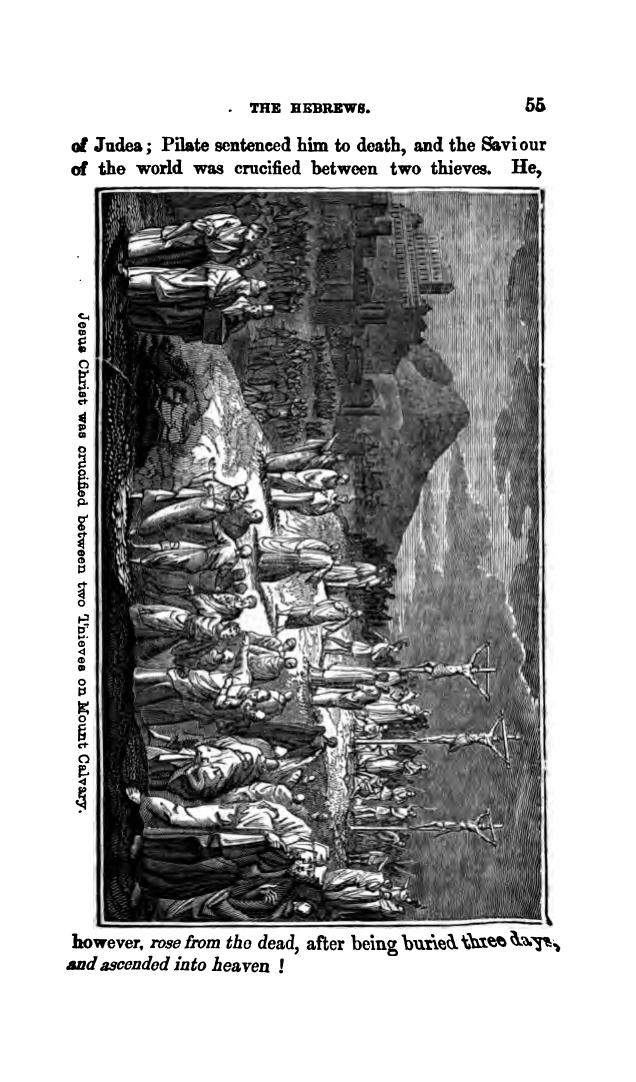 THE HEBREWS. 55
of Judea; Pilate sentenced him to death, and the Saviour
of the world was crucified between two thieves. He,
Jesus Christ was crucified between two Thieves on Mount Calvary.
however, rose from the dead, after being buried three days,
and ascended into heaven !